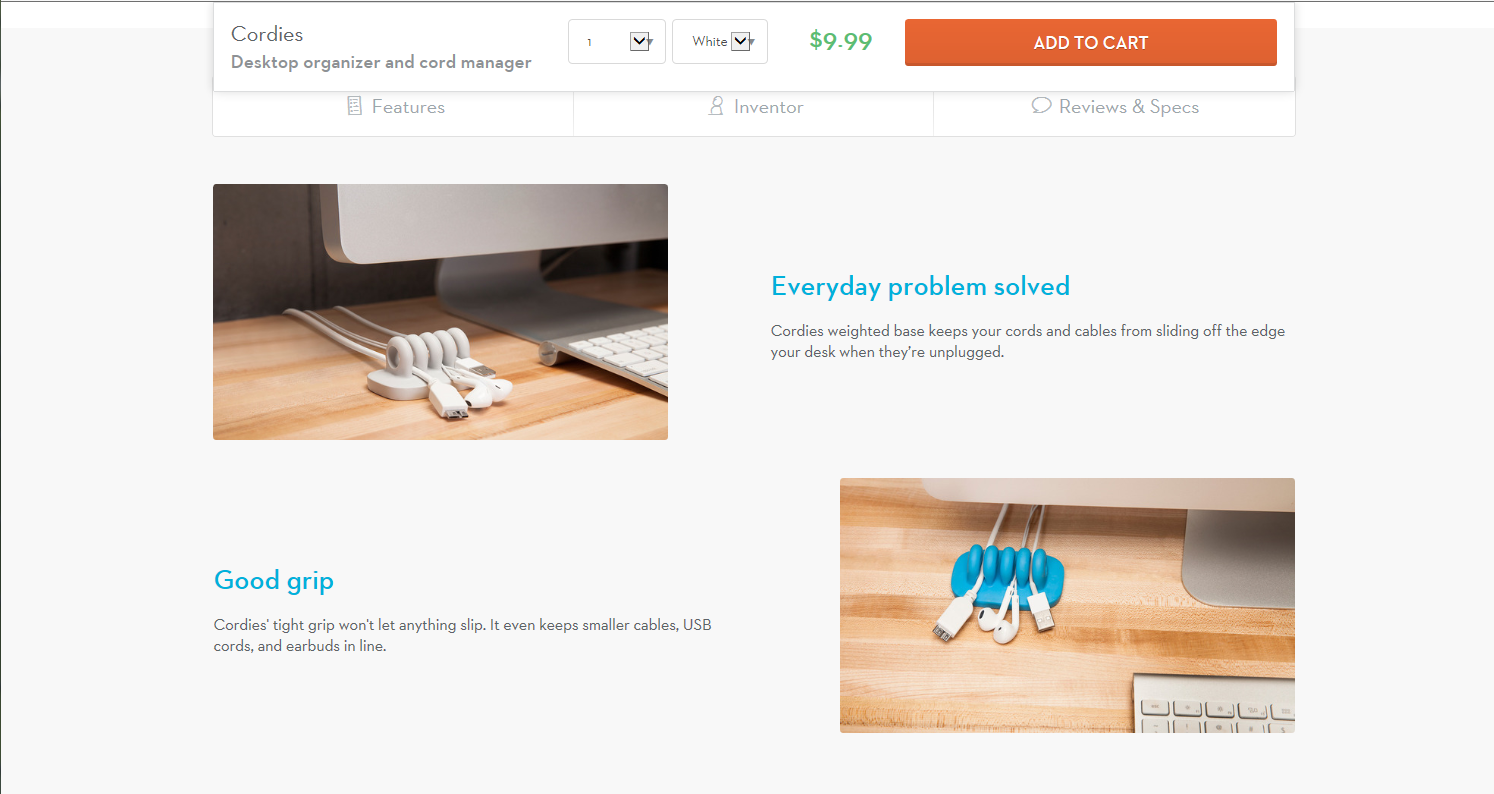 Cordies
Desktop organizer and cord manager
1
White
$9.99
ADD TO CART
Features
Inventor
Reviews & Specs
Everyday problem solved
Cordies weighted base keeps your cords and cables from sliding off the edge
your desk when they're unplugged.
Good grip
Cordies' tight grip won't let anything slip. It even keeps smaller cables, USB
cords, and earbuds in line.